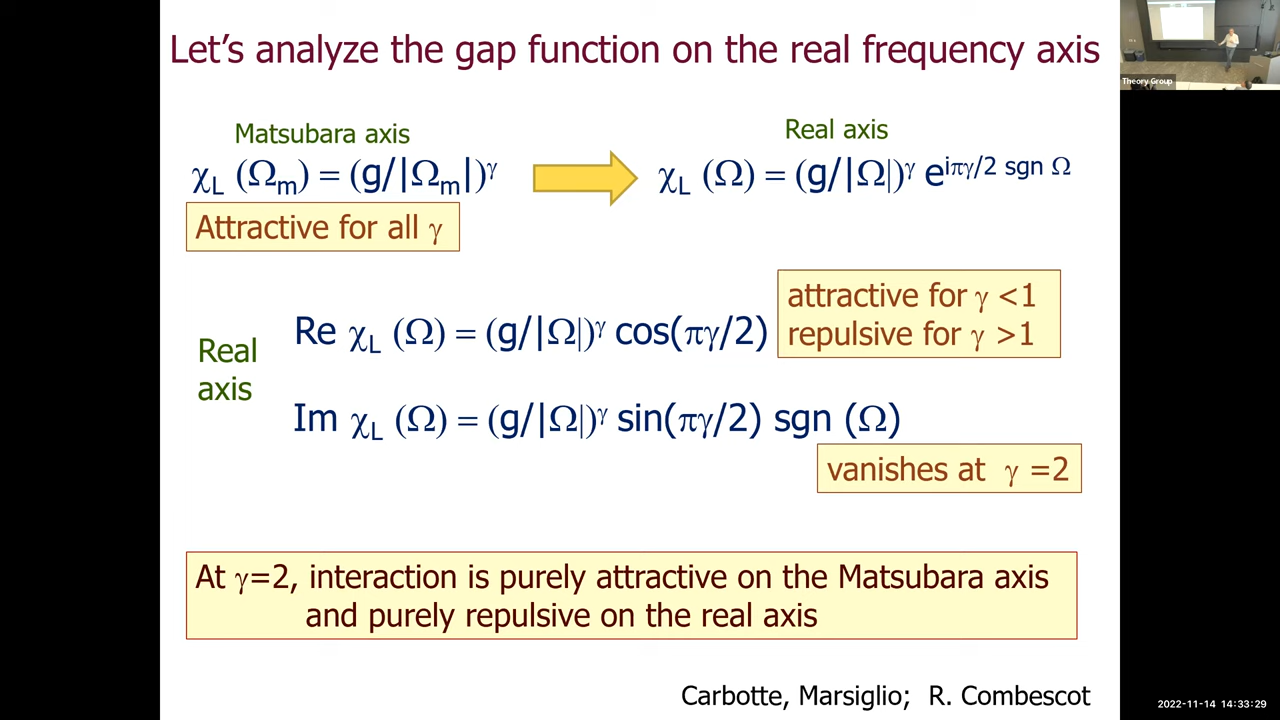 Let's analyze the gap function on the real frequency axis
Theory Group
Matsubara axis
Real axis
χL (Ωm) = (g/|Ωm|)γ
χL (Ω) = (g/|Ω|)γ eiπγ/2 sgn Ω
Attractive for all γ
attractive for γ <1
repulsive for γ >1
Real
axis
Re χL (Ω) = (g/|Ω|)γ cos(πγ/2)
Im χL (Ω) = (g/|Ω|)γ sin(πγ/2) sgn (Ω)
vanishes at γ =2
At γ=2, interaction is purely attractive on the Matsubara axis
and purely repulsive on the real axis
Carbotte, Marsiglio; R. Combescot
2022-11-14 14:33:29